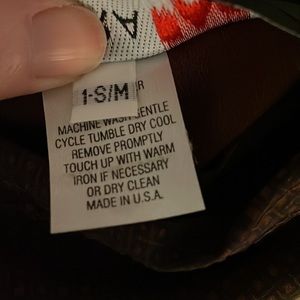 1-S/M
R
MACHINE WASH GENTLE
CYCLE TUMBLE DRY COOL
REMOVE PROMPTLY
TOUCH UP WITH WARM
IRON IF NECESSARY
OR DRY CLEAN
MADE IN U.S.A.